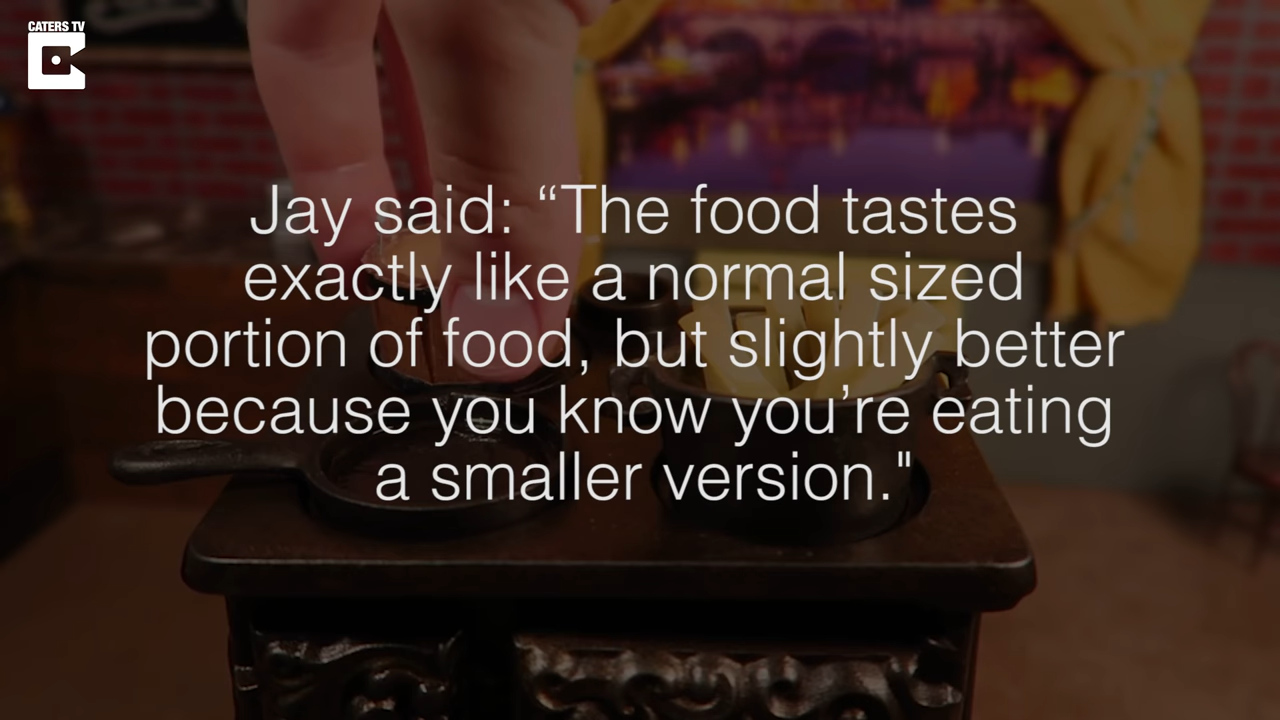 CATERS TV
Jay said: “The food tastes
exactly like a normal sized
portion of food, but slightly better
because you know you’re eating
a smaller version."